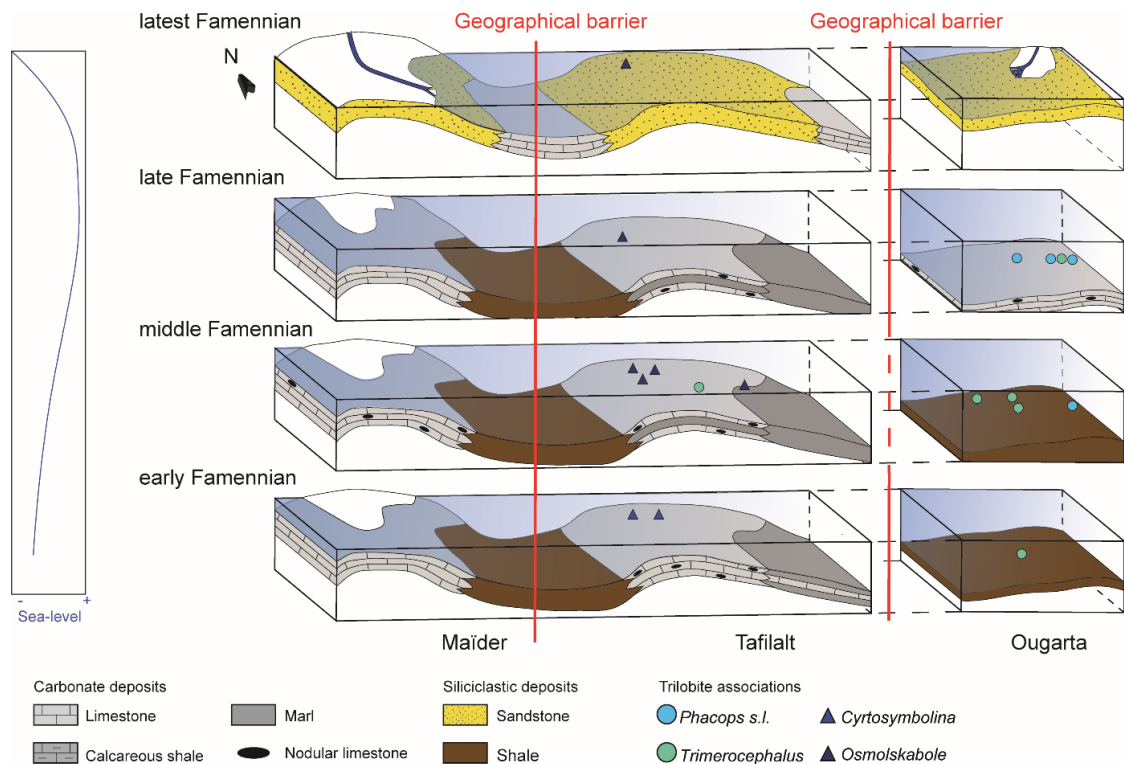 latest Famennian
Geographical barrier
Geographical barrier
N
late Famennian
middle Famennian
early Famennian
- +
Sea-level
Maïder
Tafilalt
Ougarta
Carbonate deposits
Siliciclastic deposits
Trilobite associations
Limestone
Marl
Sandstone
Phacops s.l.
Cyrtosymbolina
Calcareous shale
Nodular limestone
Shale
Trimerocephalus
Osmolskabole